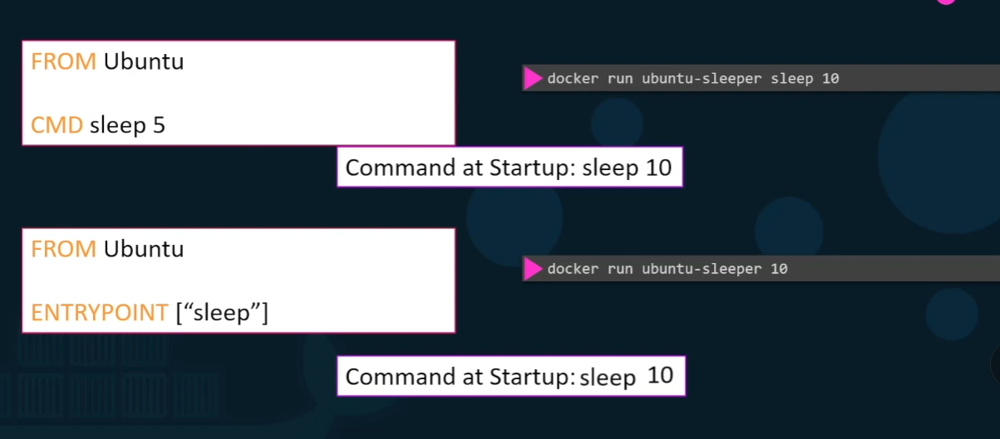 FROM Ubuntu
CMD sleep 5
docker run ubuntu-sleeper sleep 10
Command at Startup: sleep 10
FROM Ubuntu
ENTRYPOINT [“sleep”]
docker run ubuntu-sleeper 10
Command at Startup: sleep 10